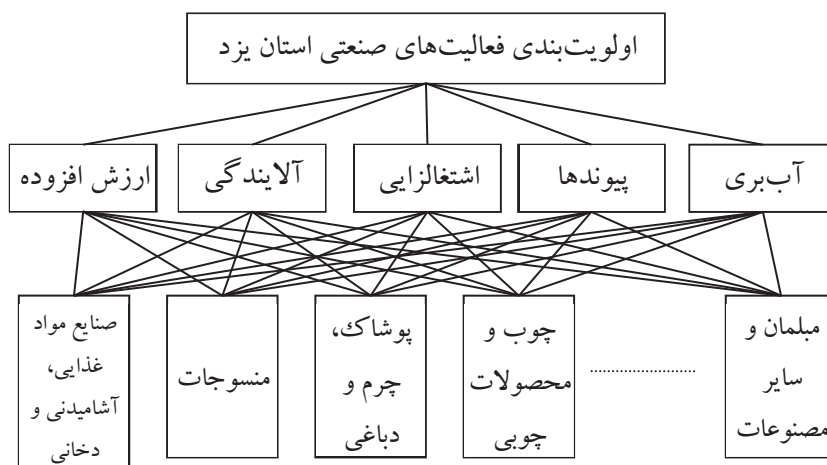 اولویت‌بندی فعالیت‌های صنعتی استان یزد
آب‌بری
پیوندها
اشتغالزایی
آلایندگی
ارزش افزوده
مبلمان و
سایر
مصنوعات
..........................
چوب و
محصولات
چوبی
پوشاک،
چرم و
دباغی
منسوجات
صنایع مواد
غذایی،
آشامیدنی و
دخانی